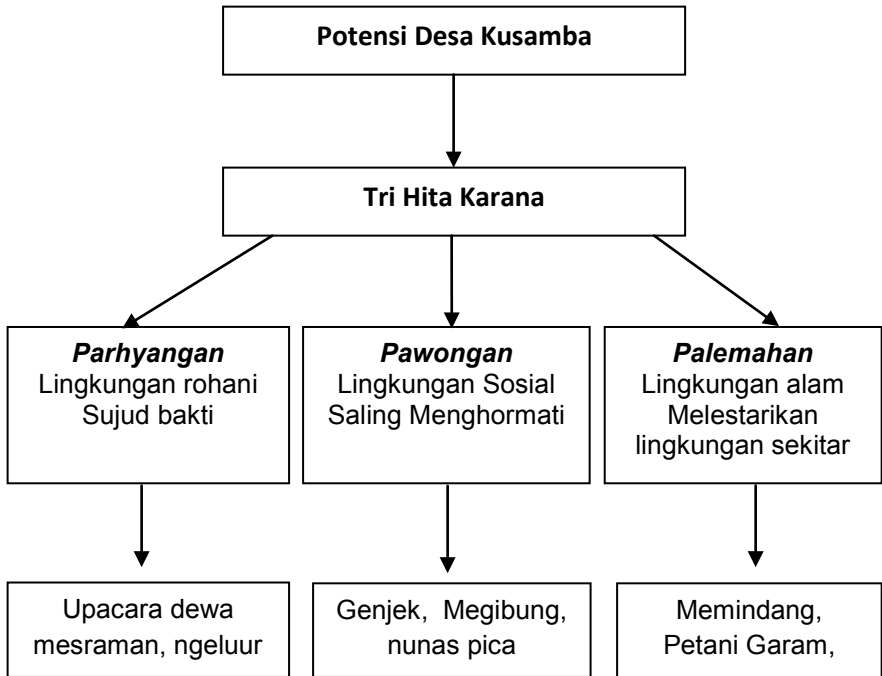 Potensi Desa Kusamba
Tri Hita Karana
Parhyangan
Lingkungan rohani
Sujud bakti
Pawongan
Lingkungan Sosial
Saling Menghormati
Palemahan
Lingkungan alam
Melestarikan
lingkungan sekitar
Upacara dewa
mesraman, ngeluur
Genjek, Megibung,
nunas pica
Memindang,
Petani Garam,